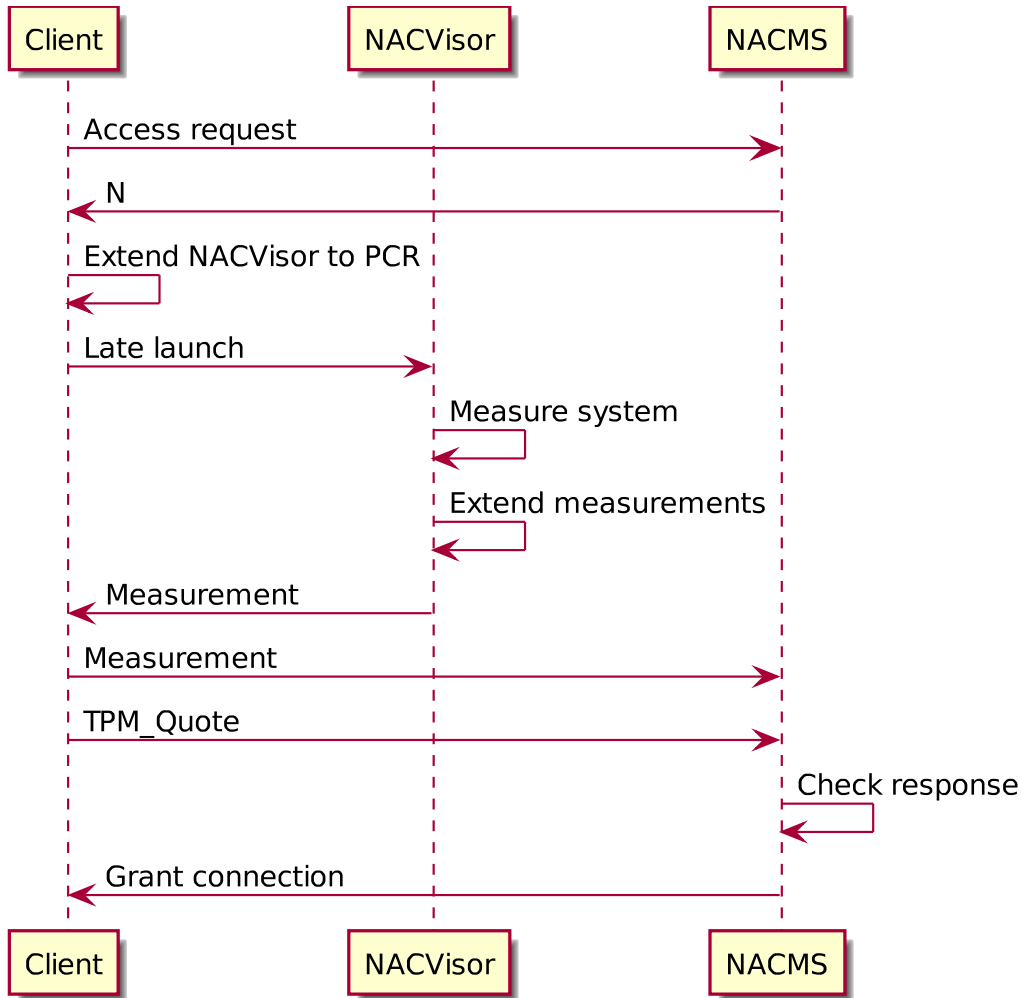 Client NACVisor NACMS
Access request
N
Extend NACVisor to PCR
Late launch
Measure system
Extend measurements
Measurement
Measurement
TPM_Quote
Check response
Grant connection
Client NACVisor NACMS